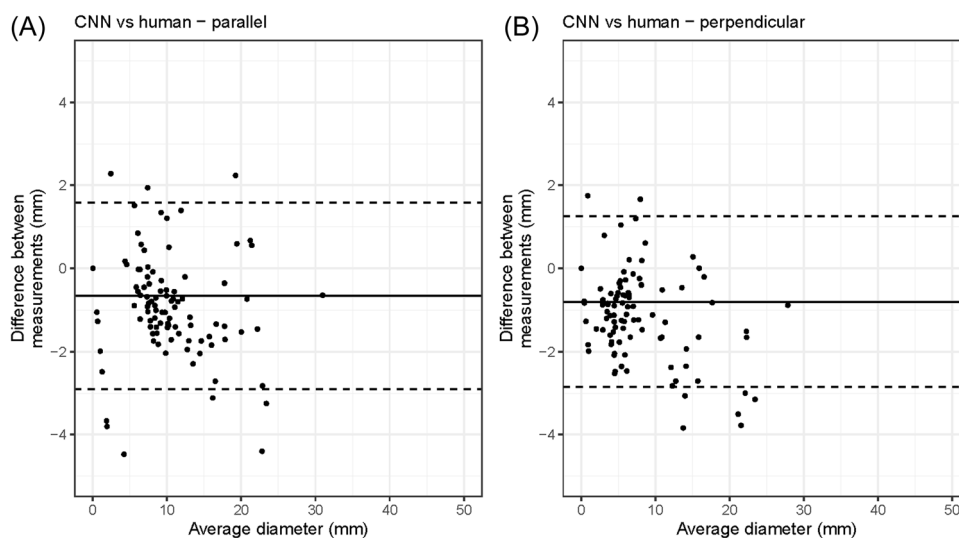 (A) CNN vs human – parallel
Difference between
measurements (mm)
4
2
0
−2
−4
0 10 20 30 40 50
Average diameter (mm)
(B) CNN vs human – perpendicular
Difference between
measurements (mm)
4
2
0
−2
−4
0 10 20 30 40 50
Average diameter (mm)